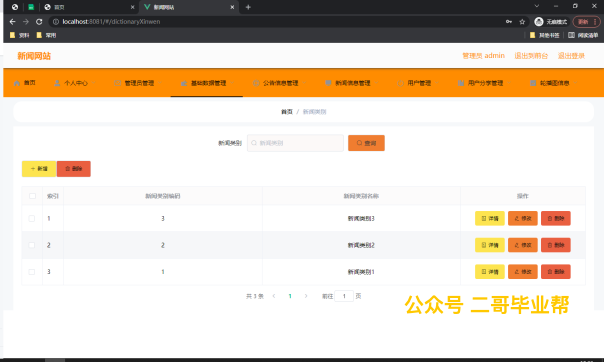 首页
新闻网站
localhost:8081/#/dictionaryXinwen
无痕模式
更新
资料
常用
其他书签
阅读清单
新闻网站
管理员 admin
退出到前台
退出登录
首页
个人中心
管理员管理
基础数据管理
公告信息管理
新闻信息管理
用户管理
用户分享管理
轮播图信息
首页 / 新闻类别
新闻类别
新闻类别
查询
+ 新增
删除
索引
新闻类别编码
新闻类别名称
操作
1
3
新闻类别3
详情
修改
删除
2
2
新闻类别2
详情
修改
删除
3
1
新闻类别1
详情
修改
删除
共 3 条
1
前往
1
页
公众号 二哥毕业帮